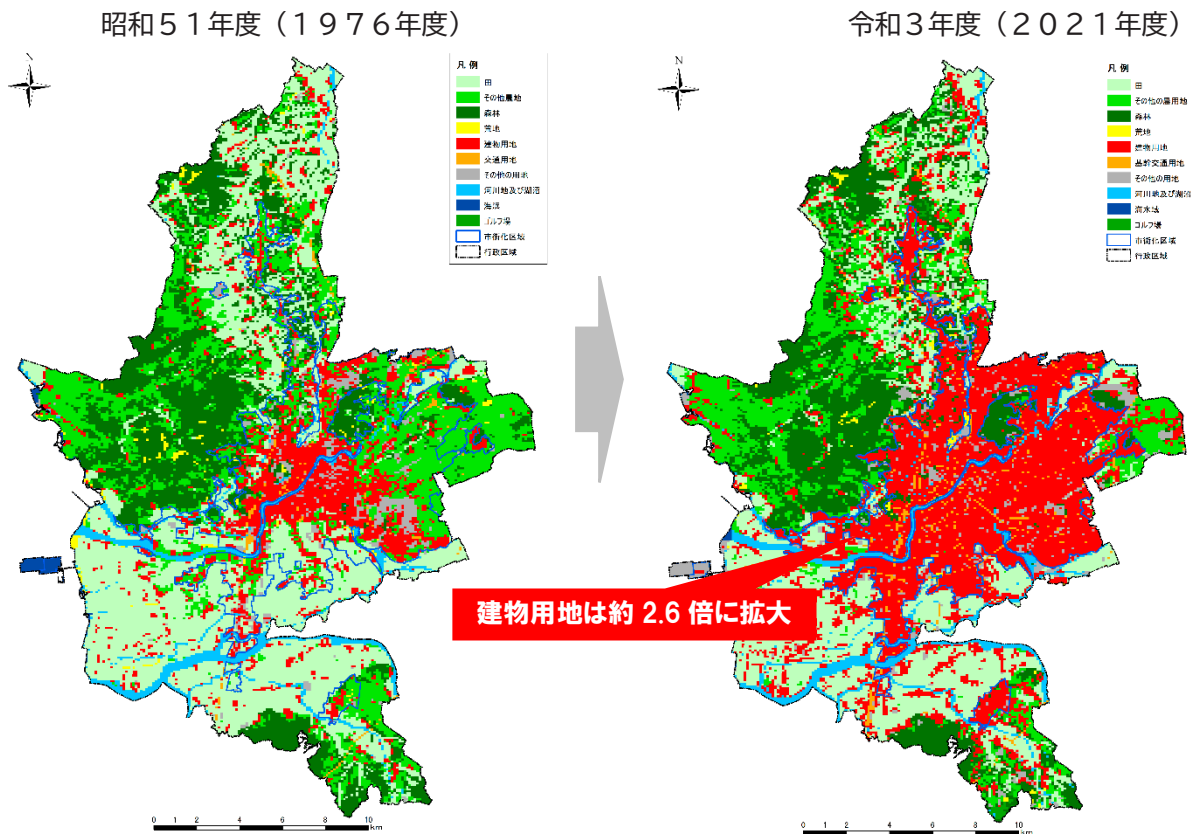 昭和５１年度（１９７６年度）
令和３年度（２０２１年度）
N
凡 例
田
その他農地
森林
荒地
建物用地
交通用地
その他の用地
河川地及び湖沼
海浜
ゴルフ場
市街化区域
行政区域
N
凡 例
田
その他の農用地
森林
荒地
建物用地
基幹交通用地
その他の用地
河川地及び湖沼
海水域
ゴルフ場
市街化区域
行政区域
建物用地は約 2.6 倍に拡大
0 1 2 4 6 8 10
km
0 1 2 4 6 8 10
km